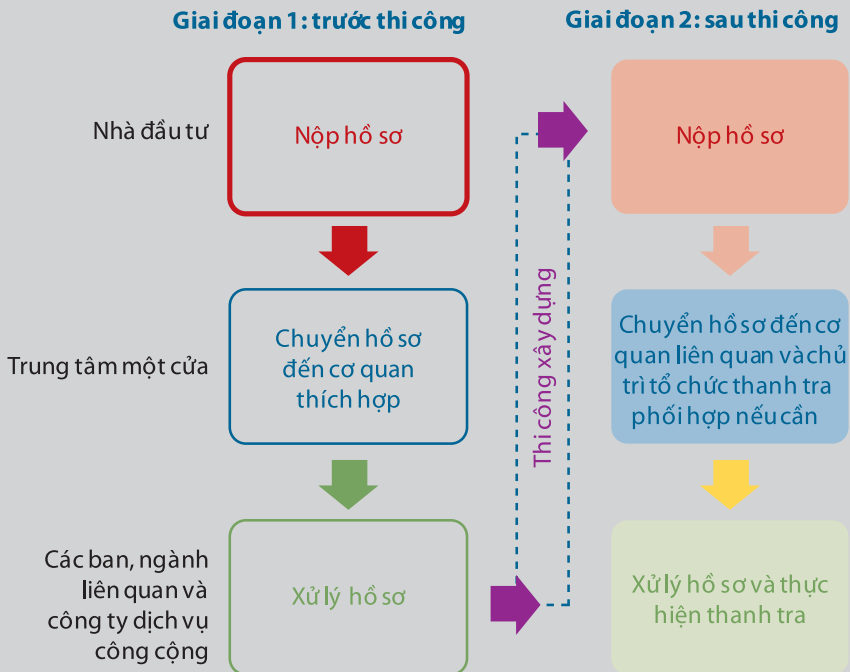 Giai đoạn 1: trước thi công
Giai đoạn 2: sau thi công
Nhà đầu tư
Nộp hồ sơ
Nộp hồ sơ
Trung tâm một cửa
Chuyển hồ sơ
đến cơ quan
thích hợp
Thi công xây dựng
Chuyển hồ sơ đến cơ
quan liên quan và chủ
trì tổ chức thanh tra
phối hợp nếu cần
Các ban, ngành
liên quan và
công ty dịch vụ
công cộng
Xử lý hồ sơ
Xử lý hồ sơ và thực
hiện thanh tra